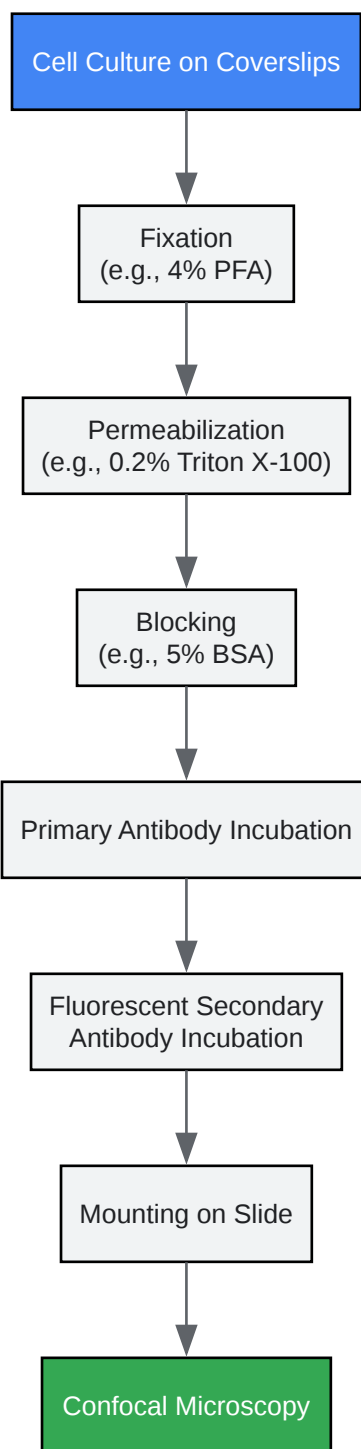 Cell Culture on Coverslips
Fixation
(e.g., 4% PFA)
Permeabilization
(e.g., 0.2% Triton X-100)
Blocking
(e.g., 5% BSA)
Primary Antibody Incubation
Fluorescent Secondary
Antibody Incubation
Mounting on Slide
Confocal Microscopy